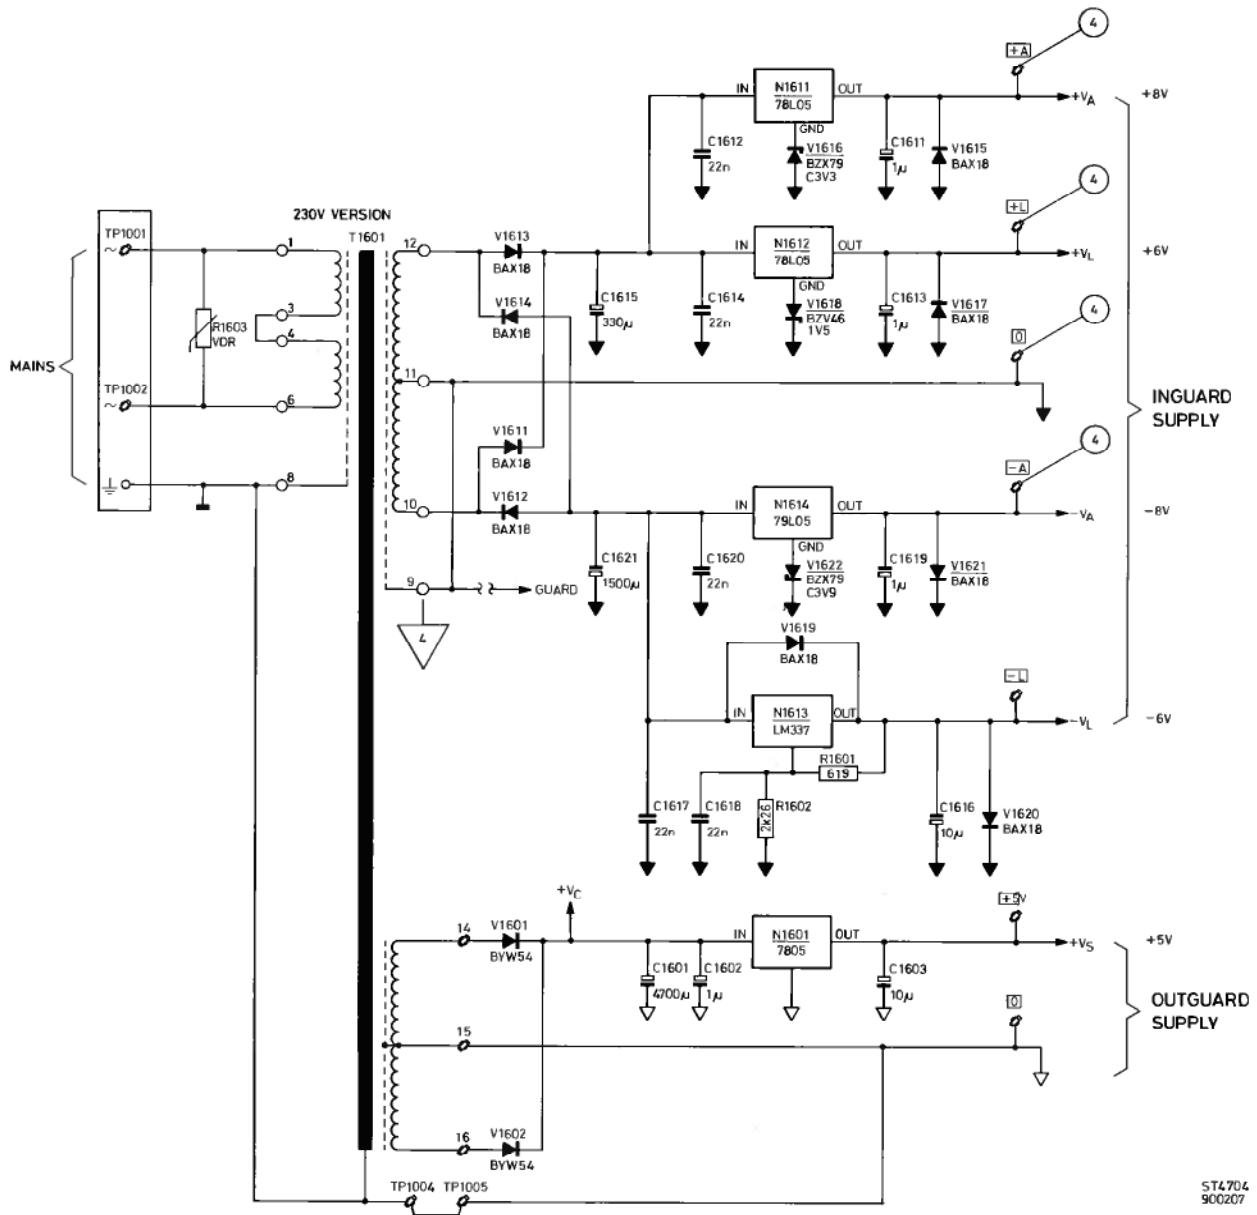 4
+A
IN N1611 OUT
78L05
+VA +8V
GND
C1612
22n
V1616
BZX79
C3V3
C1611
1µ
V1615
BAX18
4
+L
230V VERSION
T1601
TP1001
~
1
12
V1613
BAX18
IN N1612 OUT
78L05
+VL +6V
GND
C1615
330µ
C1614
22n
V1618
BZV46
1V5
C1613
1µ
V1617
BAX18
V1614
BAX18
3
4
R1603
VDR
4
0
MAINS
TP1002
~
6
11
INGUARD
SUPPLY
V1611
BAX18
4
-A
8
10
V1612
BAX18
IN N1614 OUT
79L05
-VA -8V
GND
C1621
1500µ
C1620
22n
V1622
BZX79
C3V9
C1619
1µ
V1621
BAX18
9
GUARD
4
V1619
BAX18
-L
IN N1613 OUT
LM337
-VL -6V
R1601
619
C1617
22n
C1618
22n
R1602
2K26
C1616
10µ
V1620
BAX18
+VC
+5V
14
V1601
BYW54
IN N1601 OUT
7805
+VS +5V
C1601
4700µ
C1602
1µ
C1603
10µ
0
OUTGUARD
SUPPLY
15
16
V1602
BYW54
TP1004 TP1005
ST4704
900207